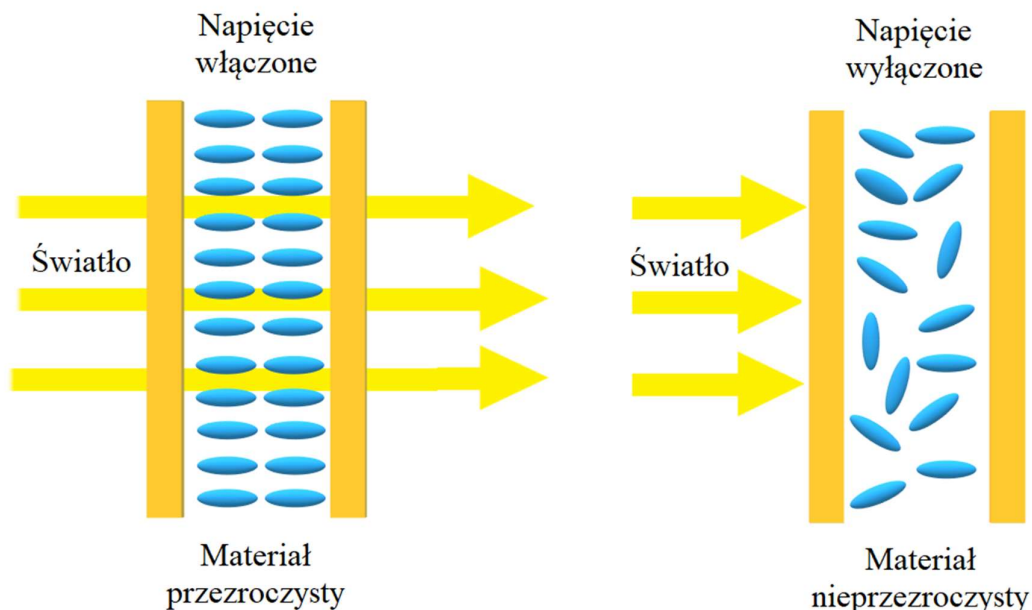 Napięcie
włączone
Światło
Materiał
przezroczysty
Napięcie
wyłączone
Światło
Materiał
nieprzezroczysty